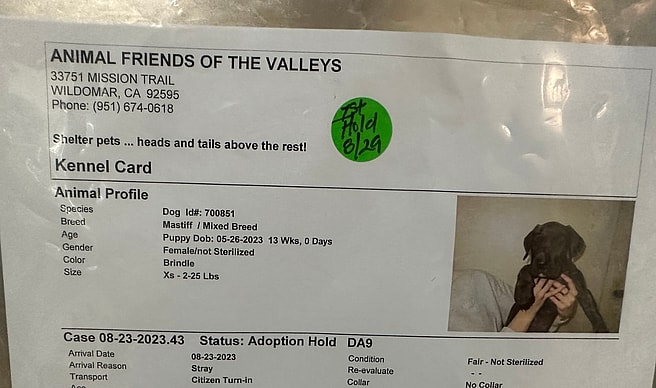 ANIMAL FRIENDS OF THE VALLEYS
33751 MISSION TRAIL
WILDOMAR, CA 92595
Phone: (951) 674-0618
1st
Hold
8/29
Shelter pets ... heads and tails above the rest!
Kennel Card
Animal Profile
Species Dog Id#: 700851
Breed Mastiff / Mixed Breed
Age Puppy Dob: 05-26-2023 13 Wks, 0 Days
Gender Female/not Sterilized
Color Brindle
Size Xs - 2-25 Lbs
Case 08-23-2023.43 Status: Adoption Hold DA9
Arrival Date 08-23-2023 Condition Fair - Not Sterilized
Arrival Reason Stray Re-evaluate - -
Transport Citizen Turn-in Collar No Collar